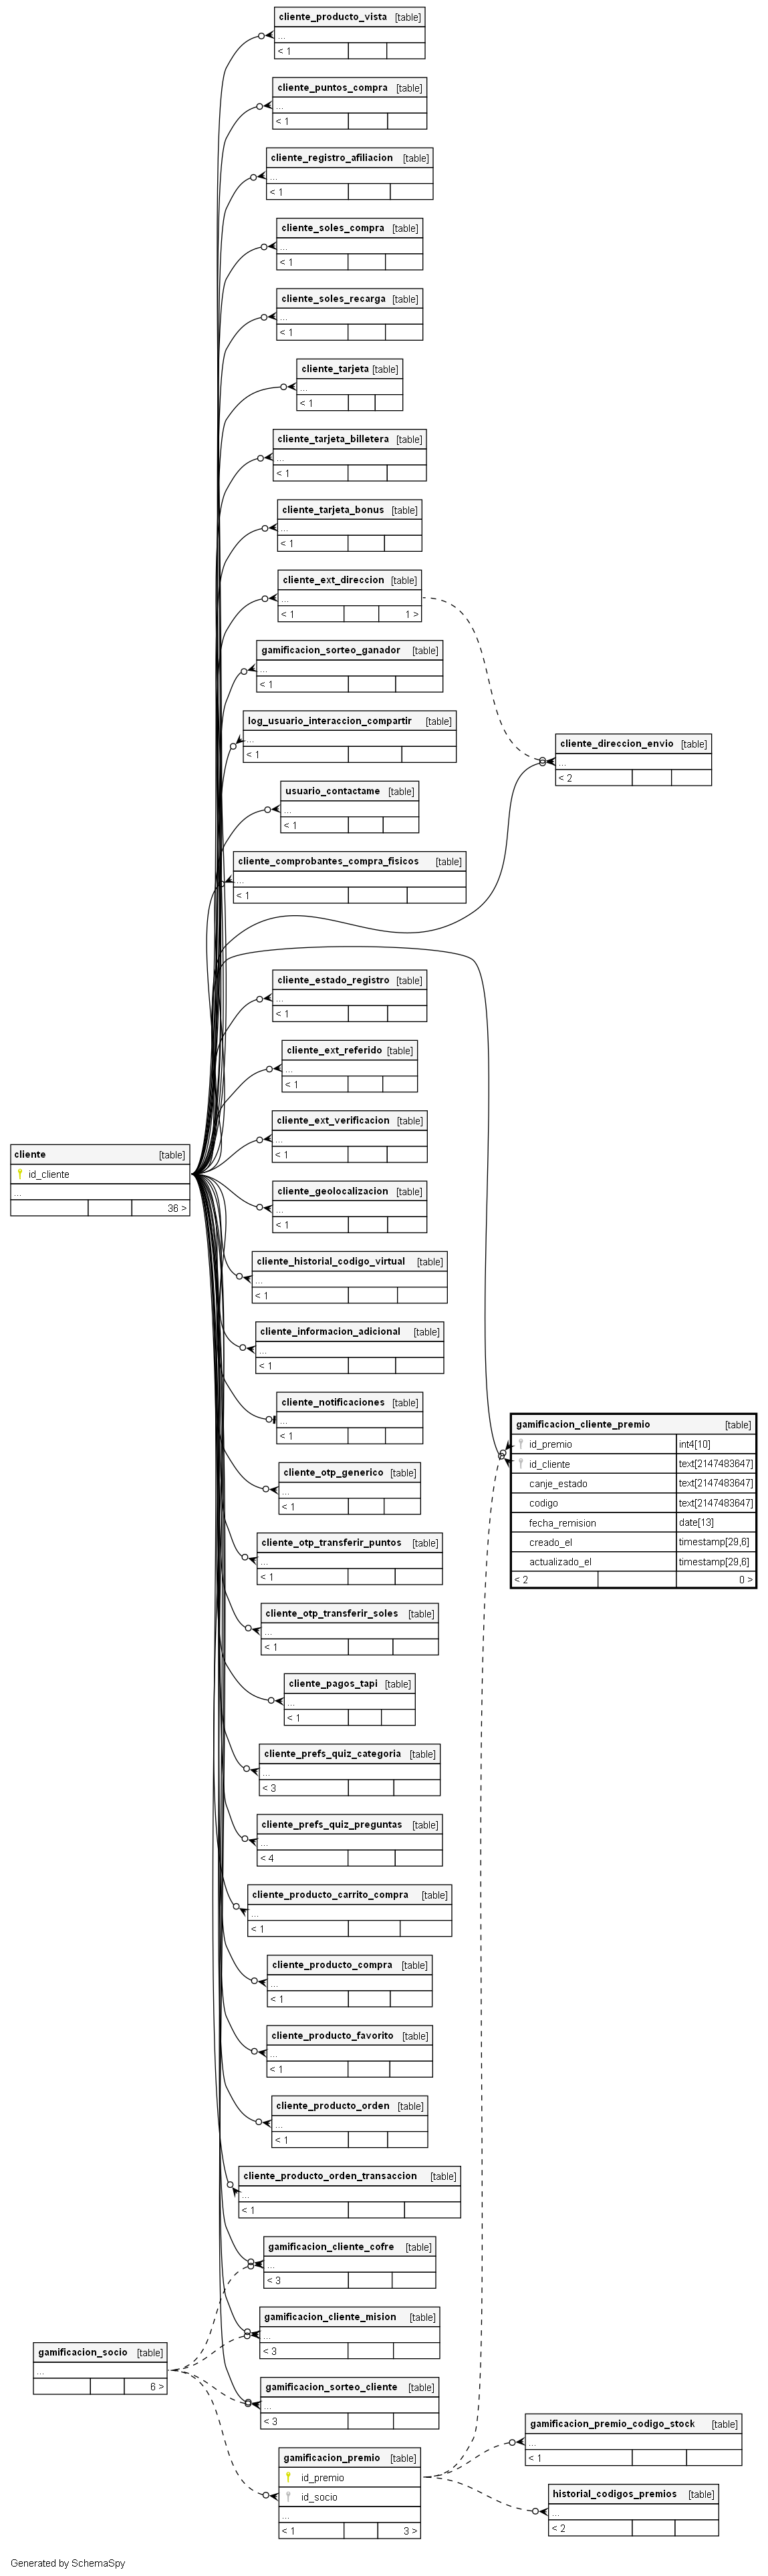 cliente_producto_vista [table]
...
< 1
cliente_puntos_compra [table]
...
< 1
cliente_registro_afiliacion [table]
...
< 1
cliente_soles_compra [table]
...
< 1
cliente_soles_recarga [table]
...
< 1
cliente_tarjeta [table]
...
< 1
cliente_tarjeta_billetera [table]
...
< 1
cliente_tarjeta_bonus [table]
...
< 1
cliente_ext_direccion [table]
...
< 1 1 >
gamificacion_sorteo_ganador [table]
...
< 1
log_usuario_interaccion_compartir [table]
...
< 1
cliente_direccion_envio [table]
...
< 2
usuario_contactame [table]
...
< 1
cliente_comprobantes_compra_fisicos [table]
...
< 1
cliente_estado_registro [table]
...
< 1
cliente_ext_referido [table]
...
< 1
cliente_ext_verificacion [table]
...
< 1
cliente [table]
id_cliente
...
36 >
cliente_geolocalizacion [table]
...
< 1
cliente_historial_codigo_virtual [table]
...
< 1
cliente_informacion_adicional [table]
...
< 1
cliente_notificaciones [table]
...
< 1
gamificacion_cliente_premio [table]
id_premio int4[10]
id_cliente text[2147483647]
canje_estado text[2147483647]
codigo text[2147483647]
fecha_remision date[13]
creado_el timestamp[29,6]
actualizado_el timestamp[29,6]
< 2 0 >
cliente_otp_generico [table]
...
< 1
cliente_otp_transferir_puntos [table]
...
< 1
cliente_otp_transferir_soles [table]
...
< 1
cliente_pagos_tapi [table]
...
< 1
cliente_prefs_quiz_categoria [table]
...
< 3
cliente_prefs_quiz_preguntas [table]
...
< 4
cliente_producto_carrito_compra [table]
...
< 1
cliente_producto_compra [table]
...
< 1
cliente_producto_favorito [table]
...
< 1
cliente_producto_orden [table]
...
< 1
cliente_producto_orden_transaccion [table]
...
< 1
gamificacion_cliente_cofre [table]
...
< 3
gamificacion_cliente_mision [table]
...
< 3
gamificacion_socio [table]
...
6 >
gamificacion_sorteo_cliente [table]
...
< 3
gamificacion_premio_codigo_stock [table]
...
< 1
gamificacion_premio [table]
id_premio
id_socio
...
< 1 3 >
historial_codigos_premios [table]
...
< 2
Generated by SchemaSpy